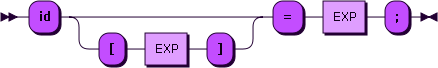 id = EXP ;
[ EXP ]